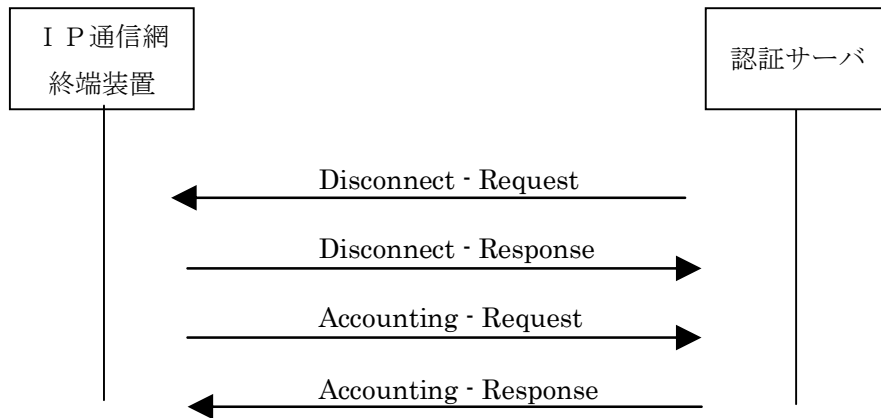 ＩＰ通信網
終端装置
認証サーバ
Disconnect - Request
Disconnect - Response
Accounting - Request
Accounting - Response